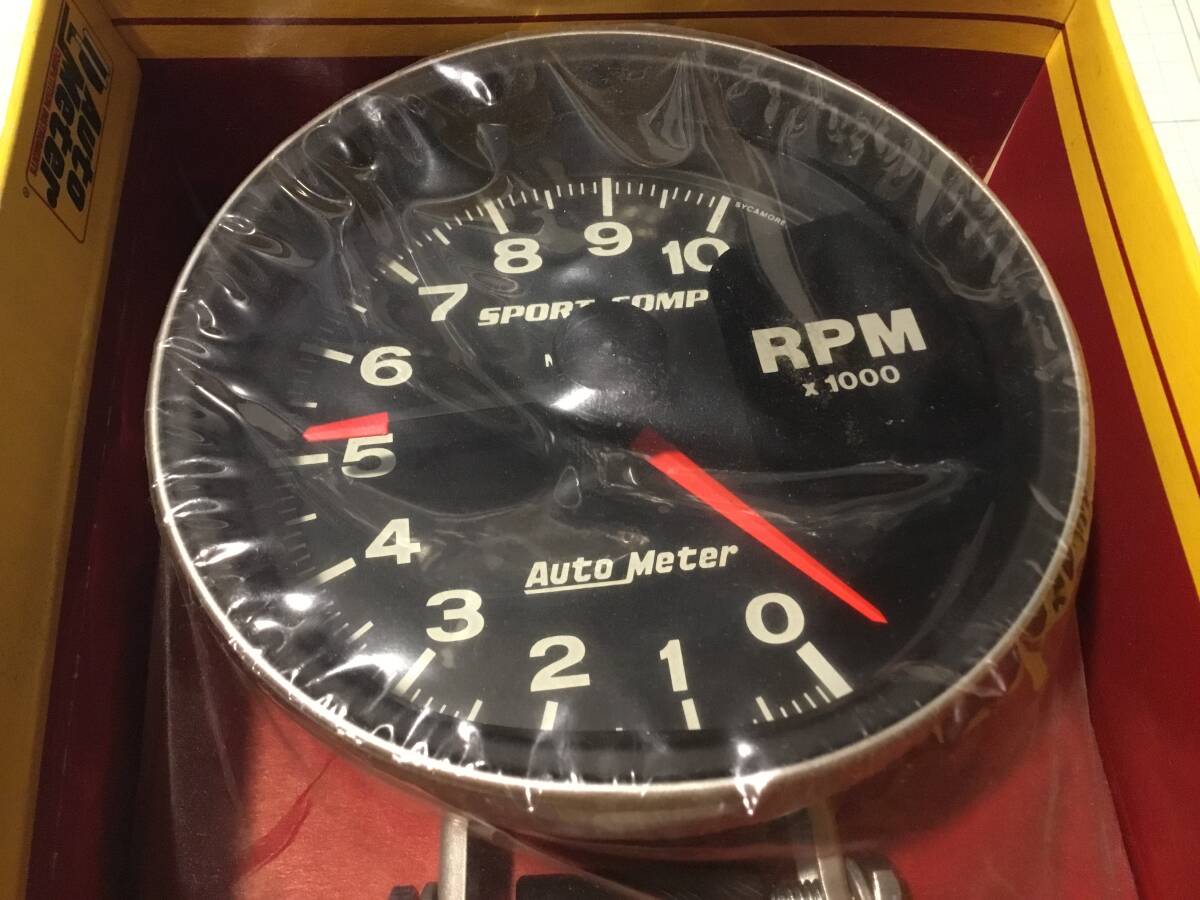 Auto
Meter
®
SYCAMORE
7 8 9 10
SPORT-COMP
RPM
x 1000
6
5
4
Auto Meter
3 2 1 0